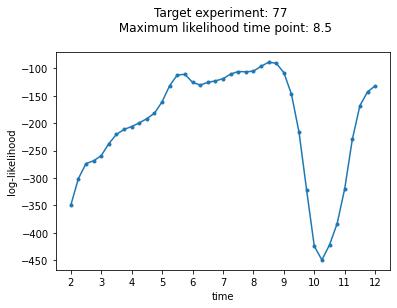 Target experiment: 77
Maximum likelihood time point: 8.5
−100
−150
−200
−250
−300
−350
−400
−450
log-likelihood
2 3 4 5 6 7 8 9 10 11 12
time